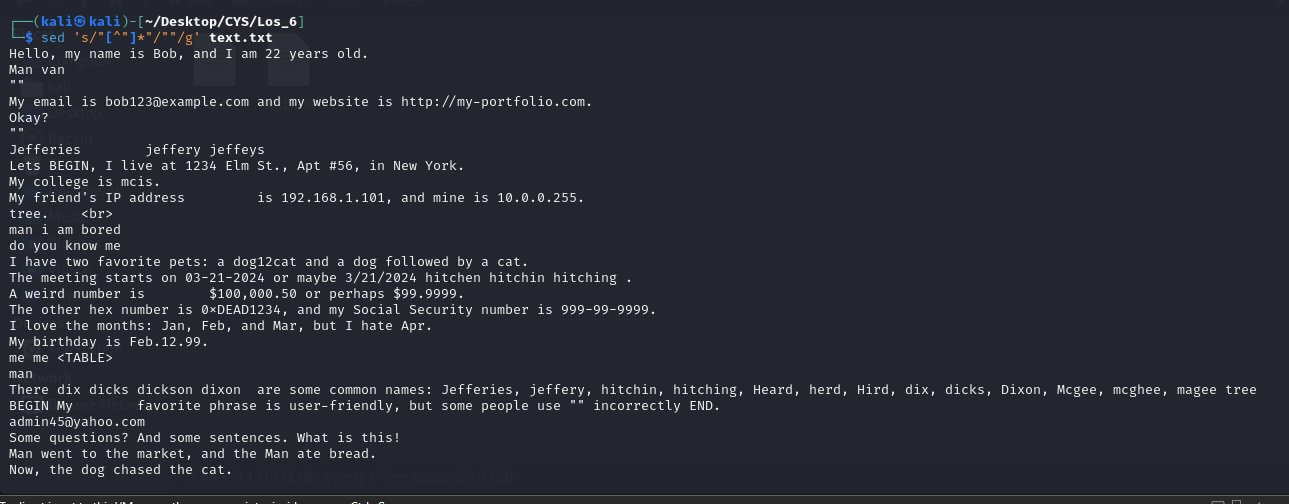 ┌──(kali㉿kali)-[~/Desktop/CYS/Los_6]
└─$ sed 's/"[^"]*"/""/g' text.txt
Hello, my name is Bob, and I am 22 years old.
Man van
""
My email is bob123@example.com and my website is http://my-portfolio.com.
Okay?
""
Jefferies        jeffery jeffeys
Lets BEGIN, I live at 1234 Elm St., Apt #56, in New York.
My college is mcis.
My friend's IP address         is 192.168.1.101, and mine is 10.0.0.255.
tree.    <br>
man i am bored
do you know me
I have two favorite pets: a dog12cat and a dog followed by a cat.
The meeting starts on 03-21-2024 or maybe 3/21/2024 hitchen hitchin hitching .
A weird number is        $100,000.50 or perhaps $99.9999.
The other hex number is 0×DEAD1234, and my Social Security number is 999-99-9999.
I love the months: Jan, Feb, and Mar, but I hate Apr.
My birthday is Feb.12.99.
me me <TABLE>
man
There dix dicks dickson dixon  are some common names: Jefferies, jeffery, hitchin, hitching, Heard, herd, Hird, dix, dicks, Dixon, Mcgee, mcghee, magee tree
BEGIN My        favorite phrase is user-friendly, but some people use "" incorrectly END.
admin45@yahoo.com
Some questions? And some sentences. What is this!
Man went to the market, and the Man ate bread.
Now, the dog chased the cat.